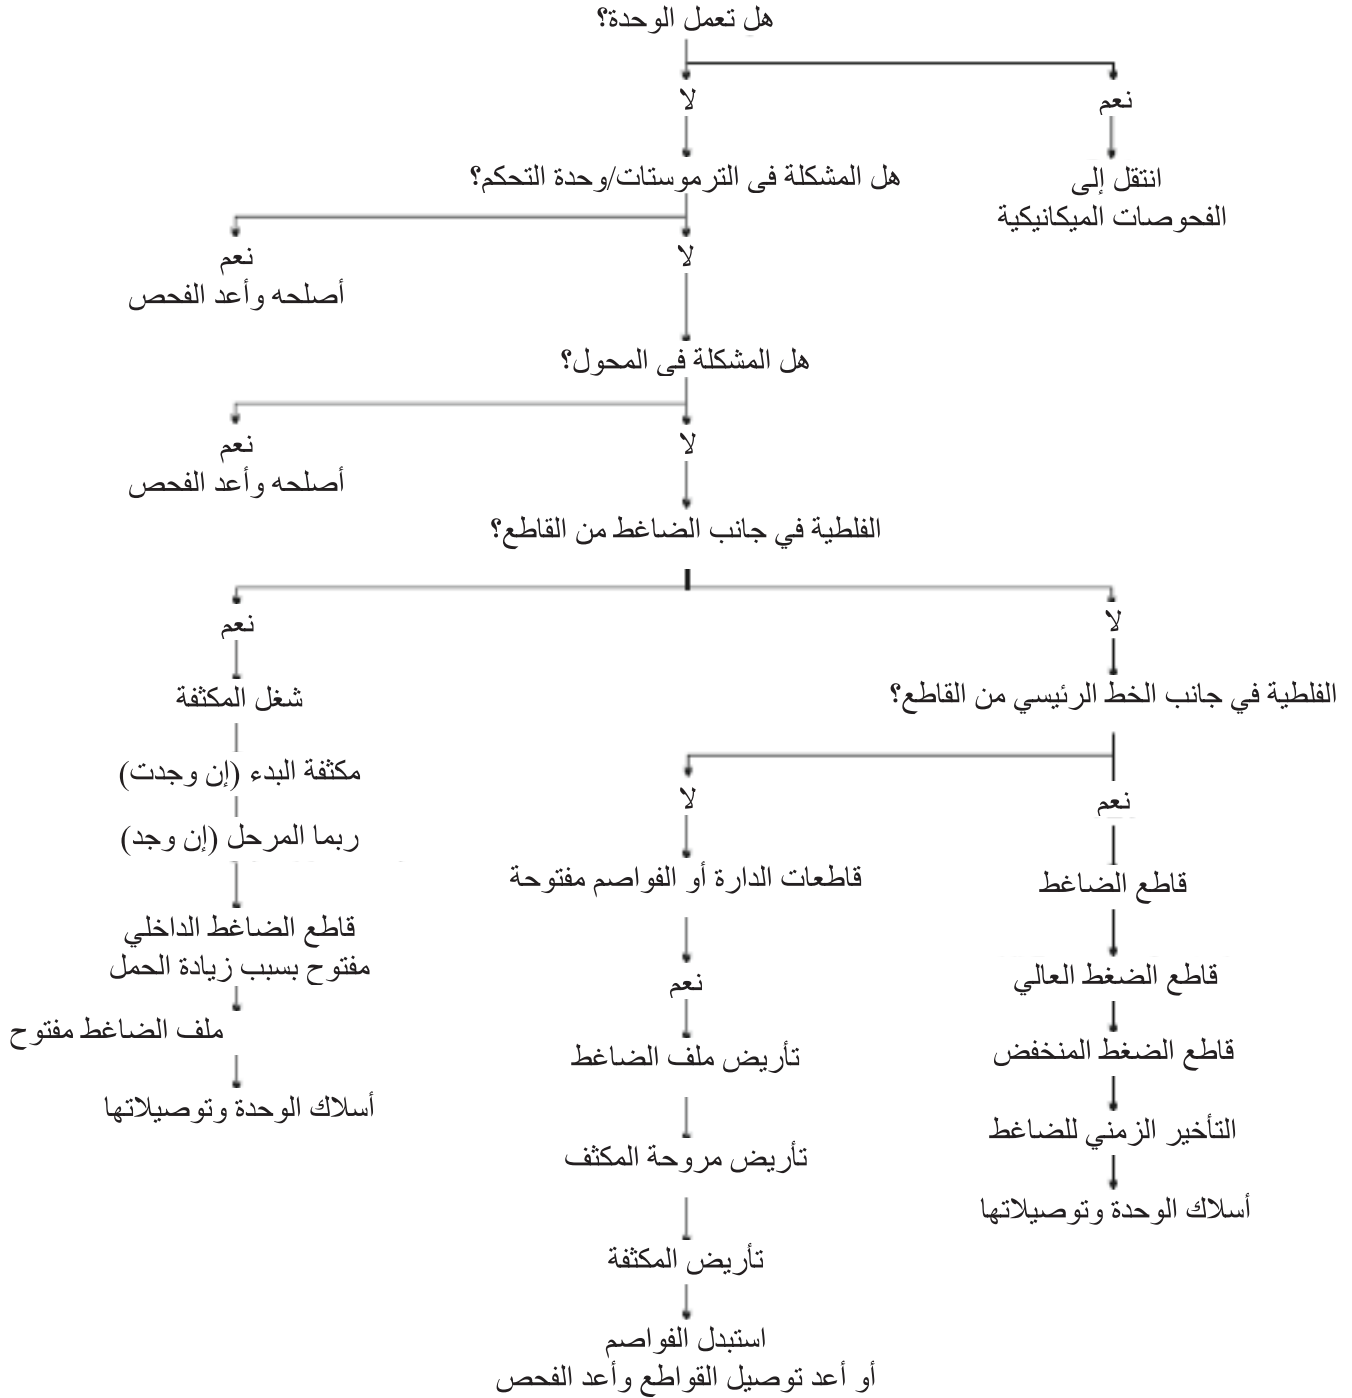 هل تعمل الوحدة؟
نعم
لا
انتقل إلى
الفحوصات الميكانيكية
هل المشكلة فى الترموستات/وحدة التحكم؟
لا
نعم
أصلحه وأعد الفحص
هل المشكلة فى المحول؟
لا
نعم
أصلحه وأعد الفحص
الفلطية في جانب الضاغط من القاطع؟
لا
نعم
الفلطية في جانب الخط الرئيسي من القاطع؟
نعم
قاطع الضاغط
قاطع الضغط العالي
قاطع الضغط المنخفض
التأخير الزمني للضاغط
أسلاك الوحدة وتوصيلاتها
لا
قاطعات الدارة أو الفواصم مفتوحة
نعم
تأريض ملف الضاغط
تأريض مروحة المكثف
تأريض المكثفة
استبدل الفواصم
أو أعد توصيل القواطع وأعد الفحص
شغل المكثفة
مكثفة البدء (إن وجدت)
ربما المرحل (إن وجد)
قاطع الضاغط الداخلي
مفتوح بسبب زيادة الحمل
ملف الضاغط مفتوح
أسلاك الوحدة وتوصيلاتها